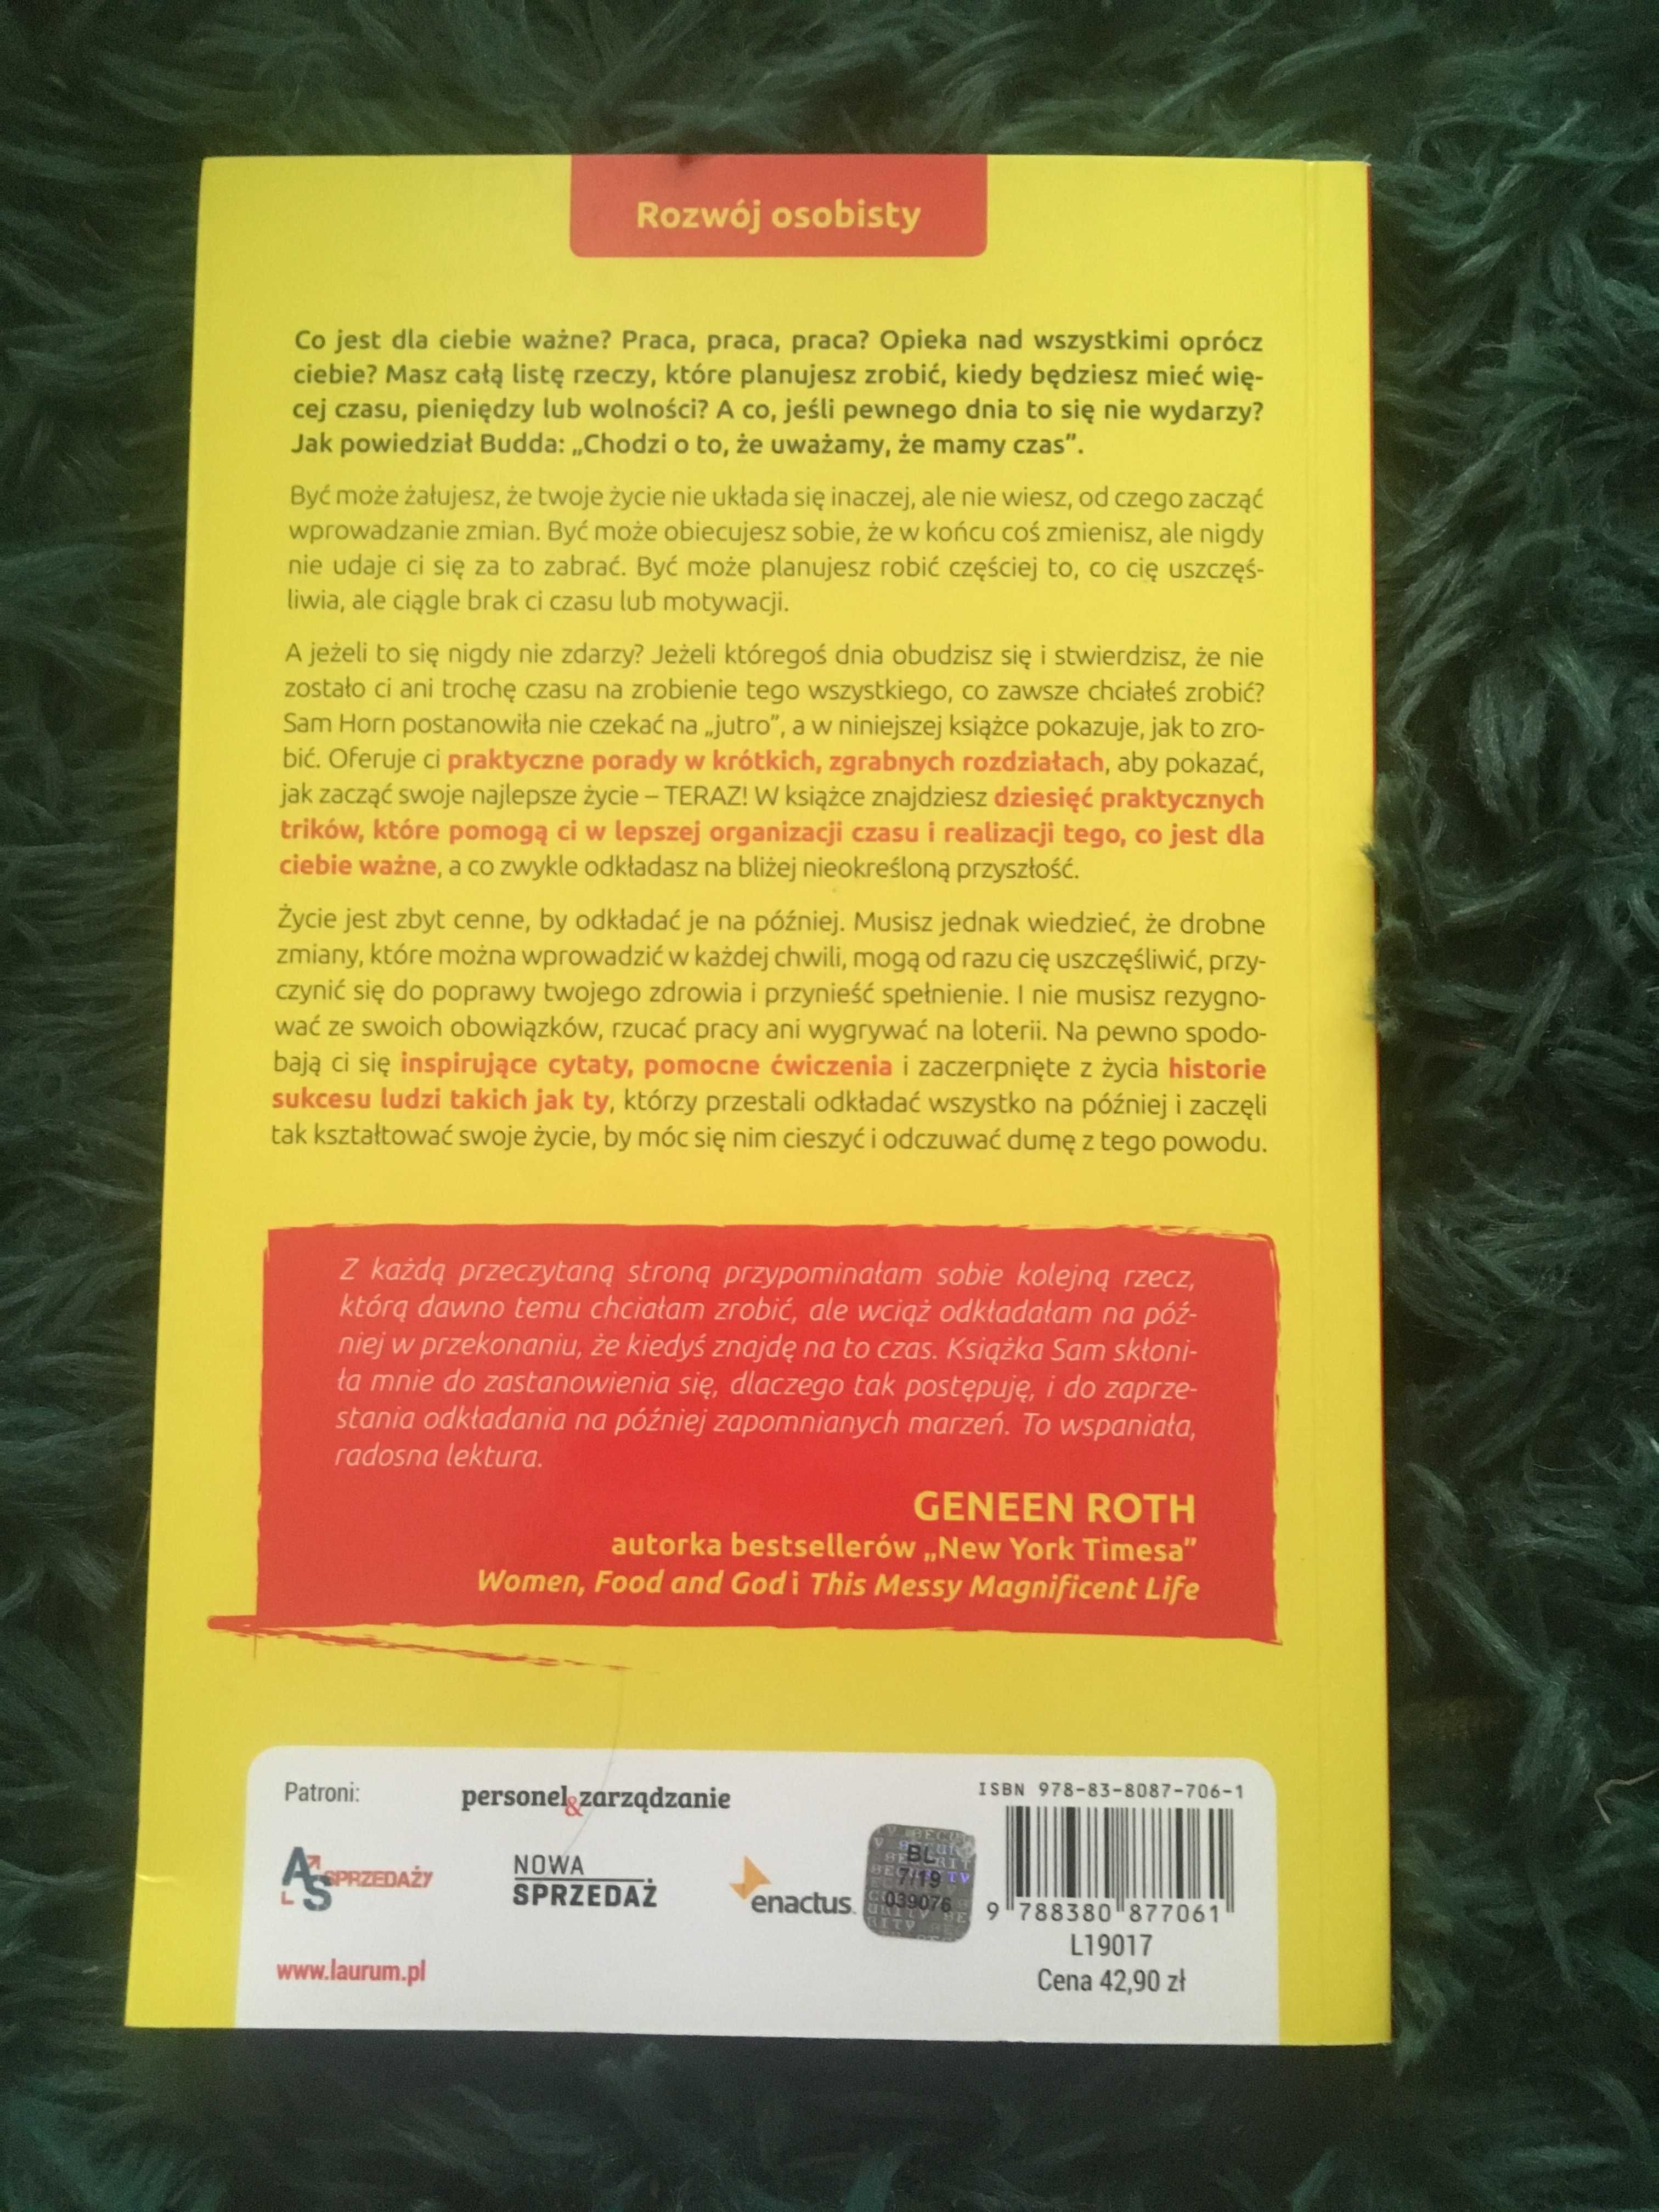 Rozwój osobisty
Co jest dla ciebie ważne? Praca, praca, praca? Opieka nad wszystkimi oprócz
ciebie? Masz całą listę rzeczy, które planujesz zrobić, kiedy będziesz mieć wię-
cej czasu, pieniędzy lub wolności? A co, jeśli pewnego dnia to się nie wydarzy?
Jak powiedział Budda: „Chodzi o to, że uważamy, że mamy czas”.
Być może żałujesz, że twoje życie nie układa się inaczej, ale nie wiesz, od czego zacząć
wprowadzanie zmian. Być może obiecujesz sobie, że w końcu coś zmienisz, ale nigdy
nie udaje ci się za to zabrać. Być może planujesz robić częściej to, co cię uszczęś-
liwia, ale ciągle brak ci czasu lub motywacji.
A jeżeli to się nigdy nie zdarzy? Jeżeli któregoś dnia obudzisz się i stwierdzisz, że nie
zostało ci ani trochę czasu na zrobienie tego wszystkiego, co zawsze chciałeś zrobić?
Sam Horn postanowiła nie czekać na „jutro”, a w niniejszej książce pokazuje, jak to zro-
bić. Oferuje ci praktyczne porady w krótkich, zgrabnych rozdziałach, aby pokazać,
jak zacząć swoje najlepsze życie – TERAZ! W książce znajdziesz dziesięć praktycznych
trików, które pomogą ci w lepszej organizacji czasu i realizacji tego, co jest dla
ciebie ważne, a co zwykle odkładasz na bliżej nieokreśloną przyszłość.
Życie jest zbyt cenne, by odkładać je na później. Musisz jednak wiedzieć, że drobne
zmiany, które można wprowadzić w każdej chwili, mogą od razu cię uszczęśliwić, przy-
czynić się do poprawy twojego zdrowia i przynieść spełnienie. I nie musisz rezygno-
wać ze swoich obowiązków, rzucać pracy ani wygrywać na loterii. Na pewno spodo-
bają ci się inspirujące cytaty, pomocne ćwiczenia i zaczerpnięte z życia historie
sukcesu ludzi takich jak ty, którzy przestali odkładać wszystko na później i zaczęli
tak kształtować swoje życie, by móc się nim cieszyć i odczuwać dumę z tego powodu.
Z każdą przeczytaną stroną przypominałam sobie kolejną rzecz,
którą dawno temu chciałam zrobić, ale wciąż odkładałam na póź-
niej w przekonaniu, że kiedyś znajdę na to czas. Książka Sam skłoni-
ła mnie do zastanowienia się, dlaczego tak postępuję, i do zaprze-
stania odkładania na później zapomnianych marzeń. To wspaniała,
radosna lektura.
GENEEN ROTH
autorka bestsellerów „New York Timesa”
Women, Food and God i This Messy Magnificent Life
Patroni:
personel&zarządzanie
AS SPRZEDAŻY
NOWA
SPRZEDAŻ
enactus.
BL
7/19
039076
ISBN 978-83-8087-706-1
9 788380 877061
L19017
Cena 42,90 zł
www.laurum.pl